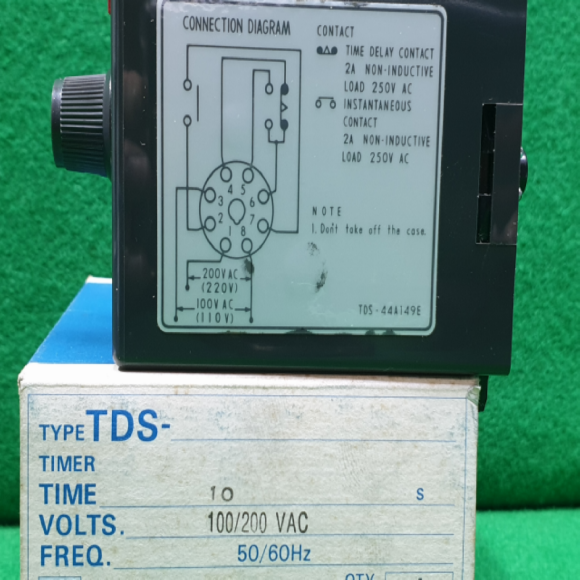 CONNECTION DIAGRAM
CONTACT
TIME DELAY CONTACT
2A NON-INDUCTIVE
LOAD 250V AC
INSTANTANEOUS
CONTACT
2A NON-INDUCTIVE
LOAD 250V AC
4 5
3 6
2 7
1 8
NOTE
1. Don't take off the case.
200V AC
(220V)
100V AC
(110V)
TDS-44A149E
TYPE TDS-
TIMER
TIME 10 S
VOLTS. 100/200 VAC
FREQ. 50/60Hz
QTY